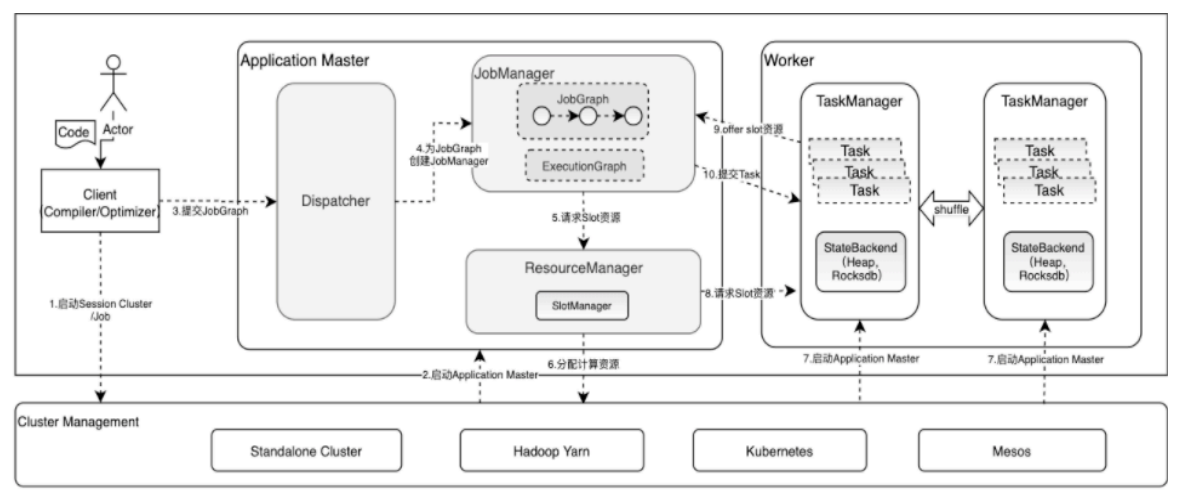 Application Master
Worker
JobManager
JobGraph
ExecutionGraph
TaskManager
TaskManager
Code
Actor
Client
(Compiler/Optimizer)
3.提交JobGraph
Dispatcher
4.为JobGraph
创建JobManager
9.offer slot资源
10.提交Task
Task
Task
Task
Task
Task
Task
shuffle
5.请求Slot资源
ResourceManager
SlotManager
8.请求Slot资源
StateBackend
(Heap,
Rocksdb)
StateBackend
(Heap,
Rocksdb)
1.启动Session Cluster
/Job
2.启动Application Master
6.分配计算资源
7.启动Application Master
7.启动Application Master
Cluster Management
Standalone Cluster
Hadoop Yarn
Kubernetes
Mesos